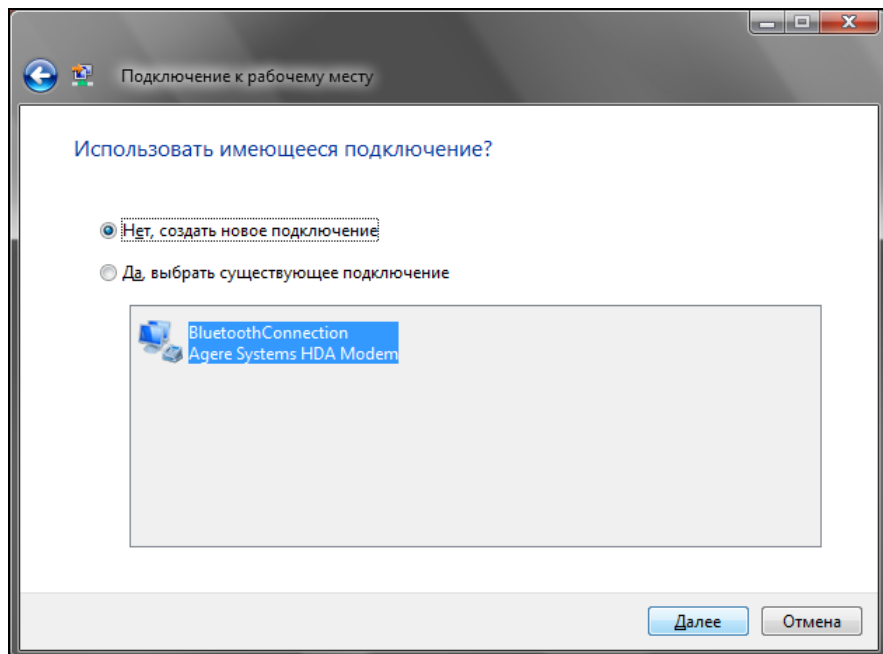 Подключение к рабочему месту
Использовать имеющееся подключение?
Нет, создать новое подключение
Да, выбрать существующее подключение
BluetoothConnection
Agere Systems HDA Modem
Далее
Отмена